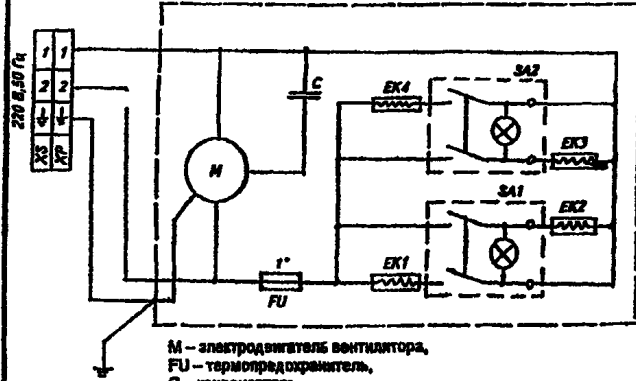 220 В,50 Гц
1 1
2 2
XS XP
C
M
EK4
SA2
EK3
SA1
EK2
EK1
1*
FU
М – электродвигатель вентилятора,
FU – термопредохранитель,